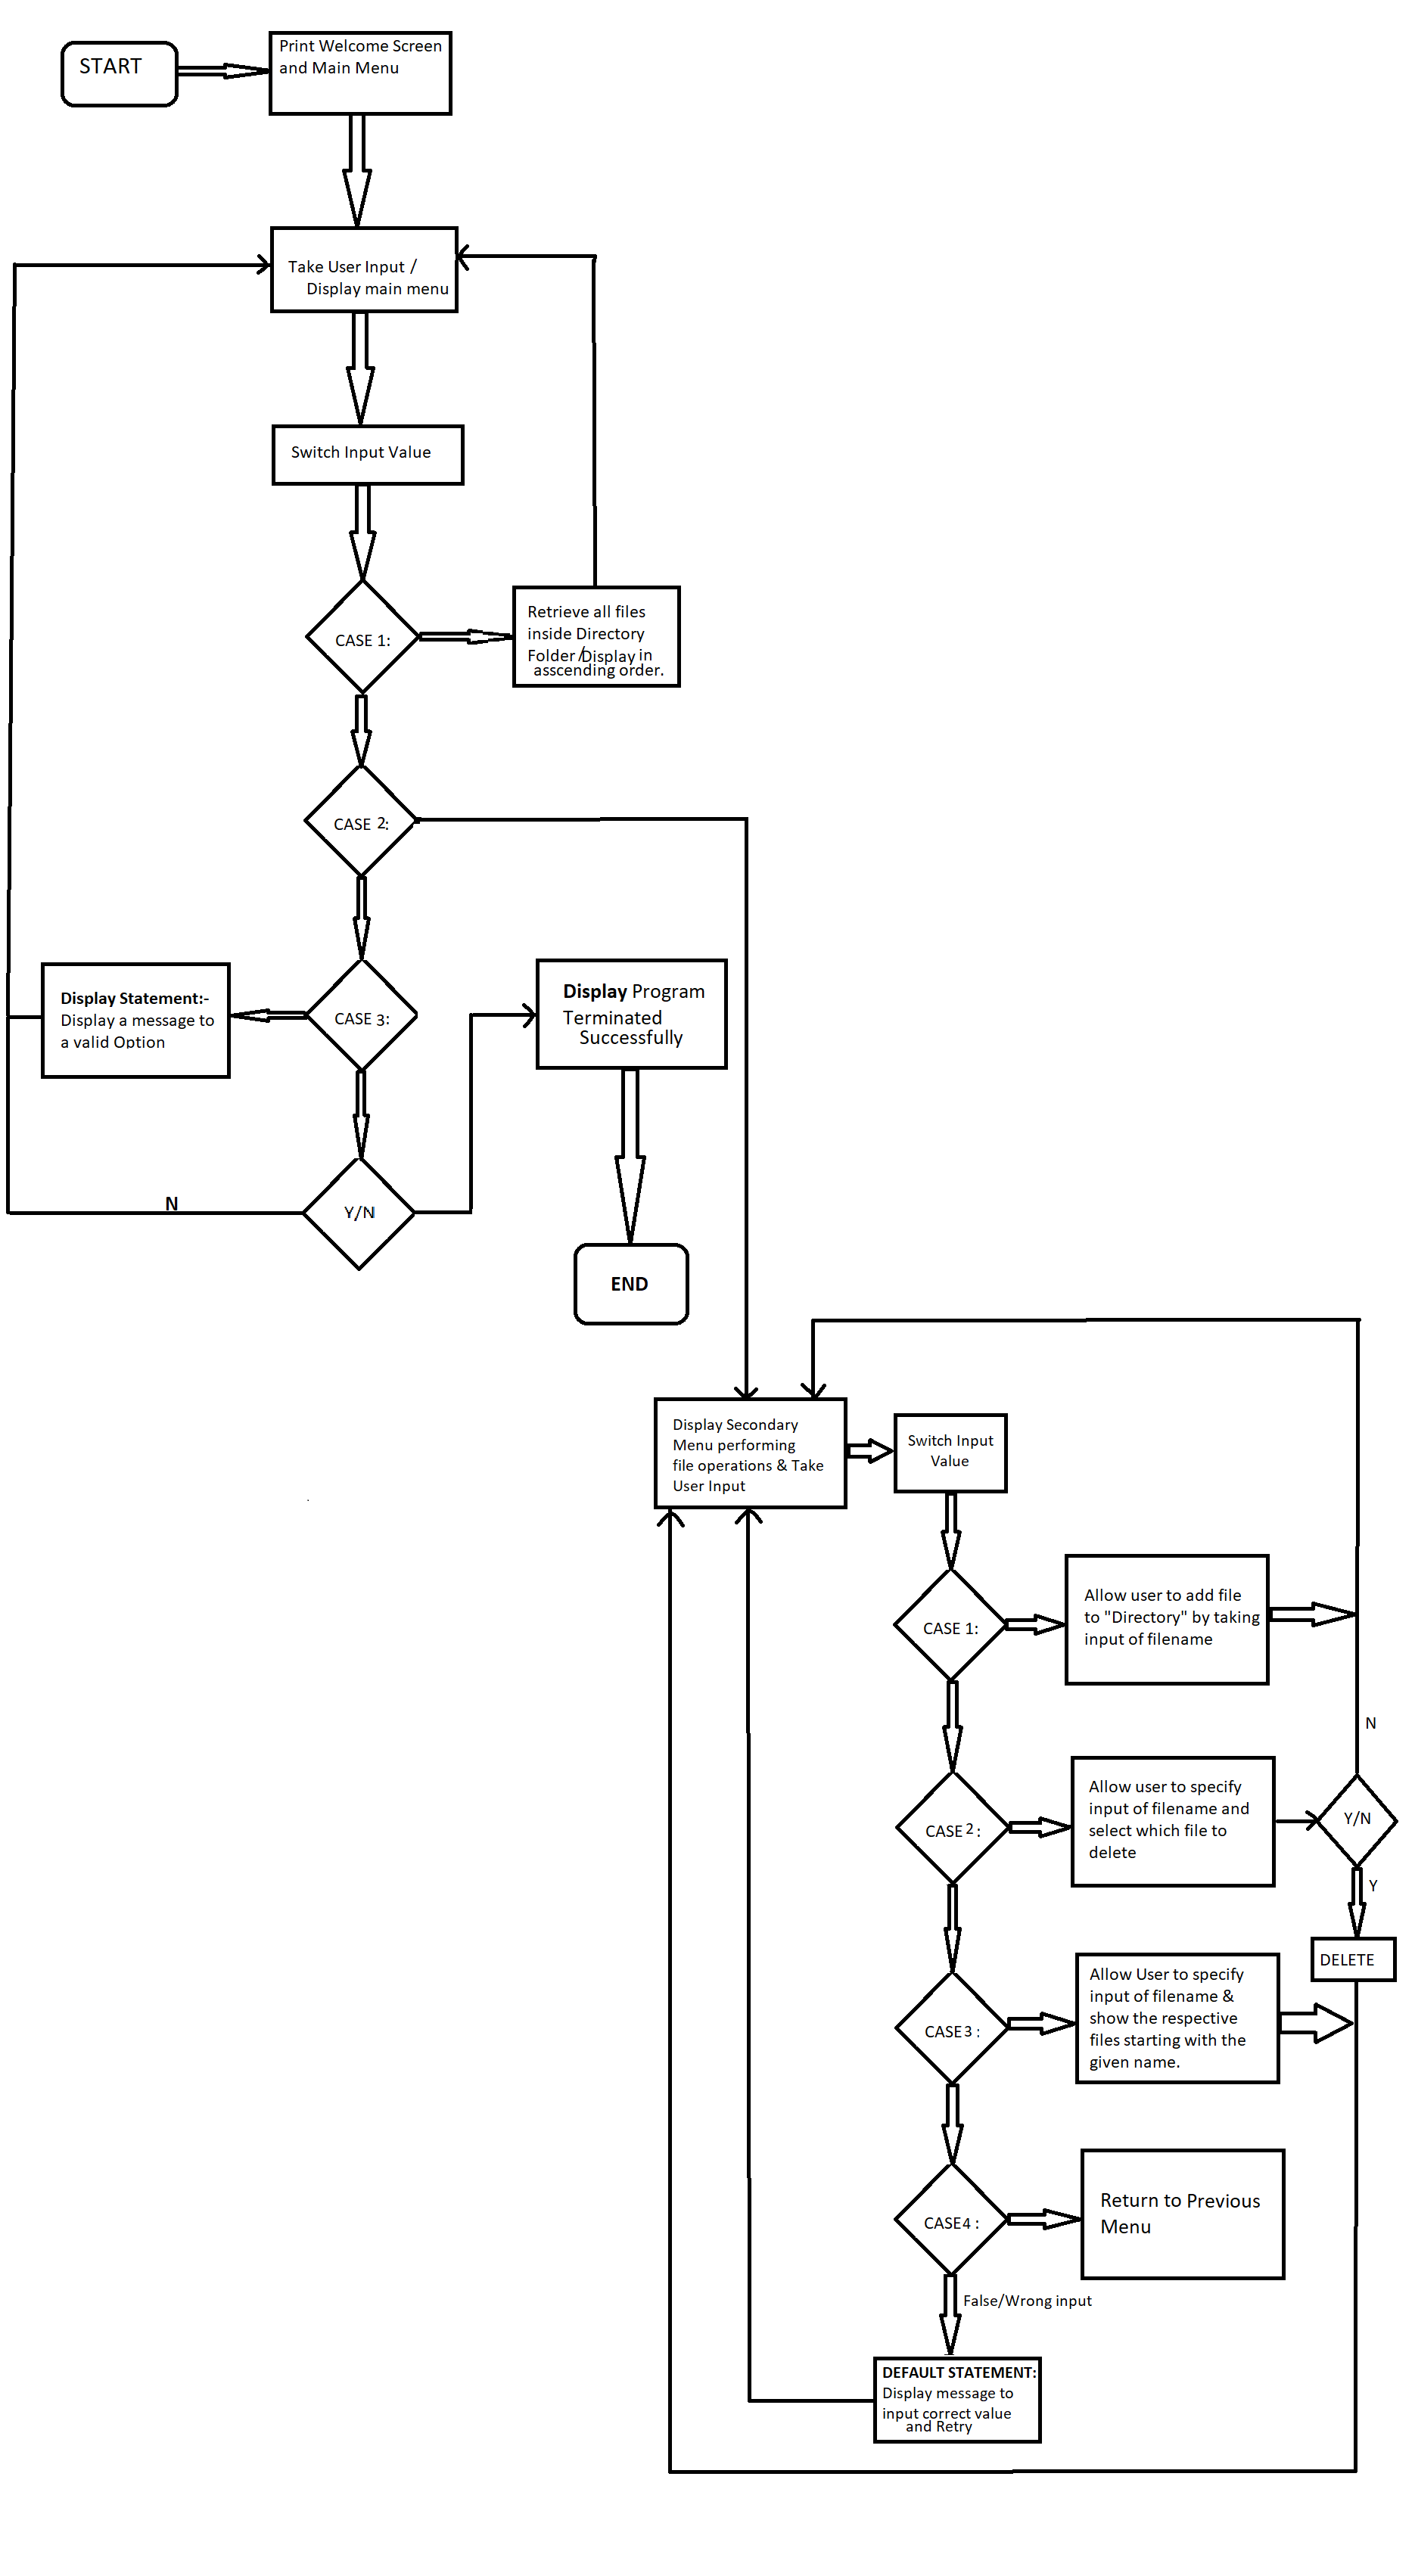 START
Print Welcome Screen
and Main Menu
Take User Input /
Display main menu
Switch Input Value
CASE 1:
Retrieve all files
inside Directory
Folder /Display in
asscending order.
CASE 2:
Display Statement:-
Display a message to
a valid Option
CASE 3:
Display Program
Terminated
Successfully
N
Y/N
END
Display Secondary
Menu performing
file operations & Take
User Input
Switch Input
Value
CASE 1:
Allow user to add file
to "Directory" by taking
input of filename
N
CASE 2 :
Allow user to specify
input of filename and
select which file to
delete
Y/N
Y
DELETE
CASE 3 :
Allow User to specify
input of filename &
show the respective
files starting with the
given name.
CASE 4 :
Return to Previous
Menu
False/Wrong input
DEFAULT STATEMENT:
Display message to
input correct value
and Retry